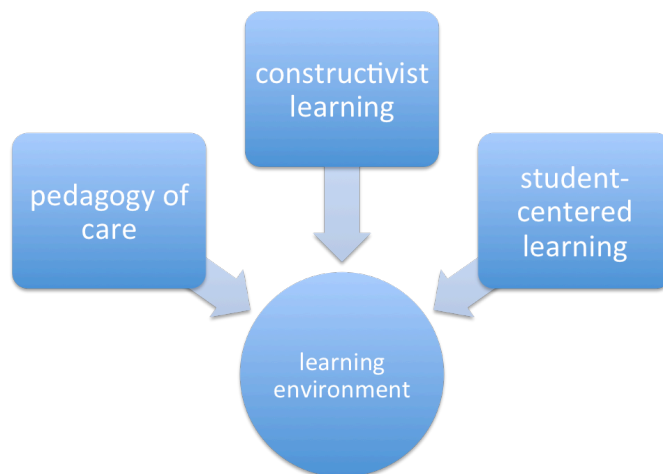 constructivist
learning
pedagogy of
care
student-
centered
learning
learning
environment